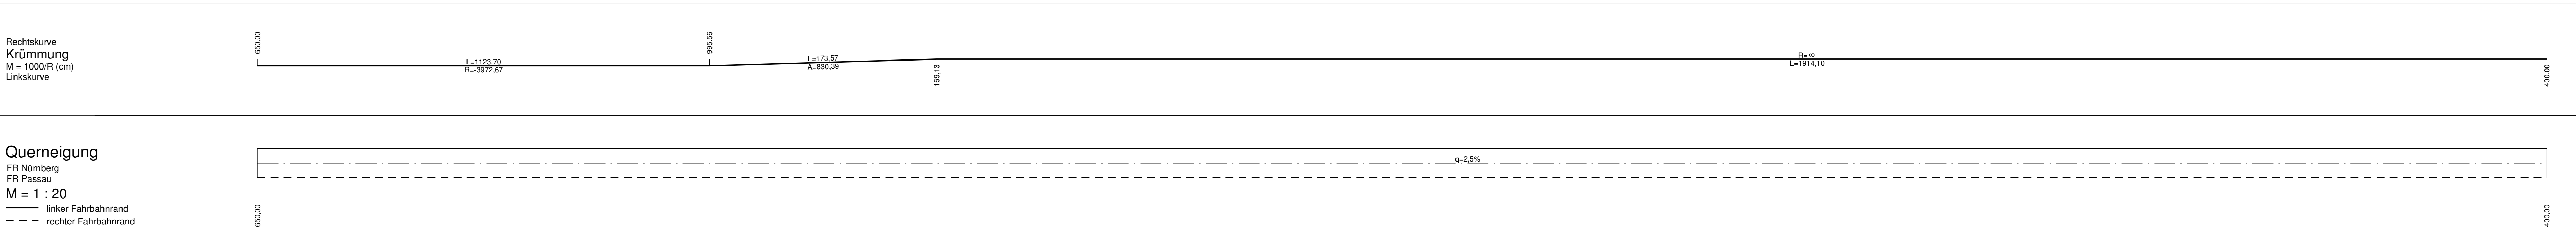 Rechtskurve
Krümmung
M = 1000/R (cm)
Linkskurve
650,00
L=1123,70
R=-3972,67
995,56
L=173,57
A=830,39
169,13
R= ∞
L=1914,10
400,00
Querneigung
FR Nürnberg
FR Passau
M = 1 : 20
linker Fahrbahnrand
rechter Fahrbahnrand
q=2,5%
650,00
400,00